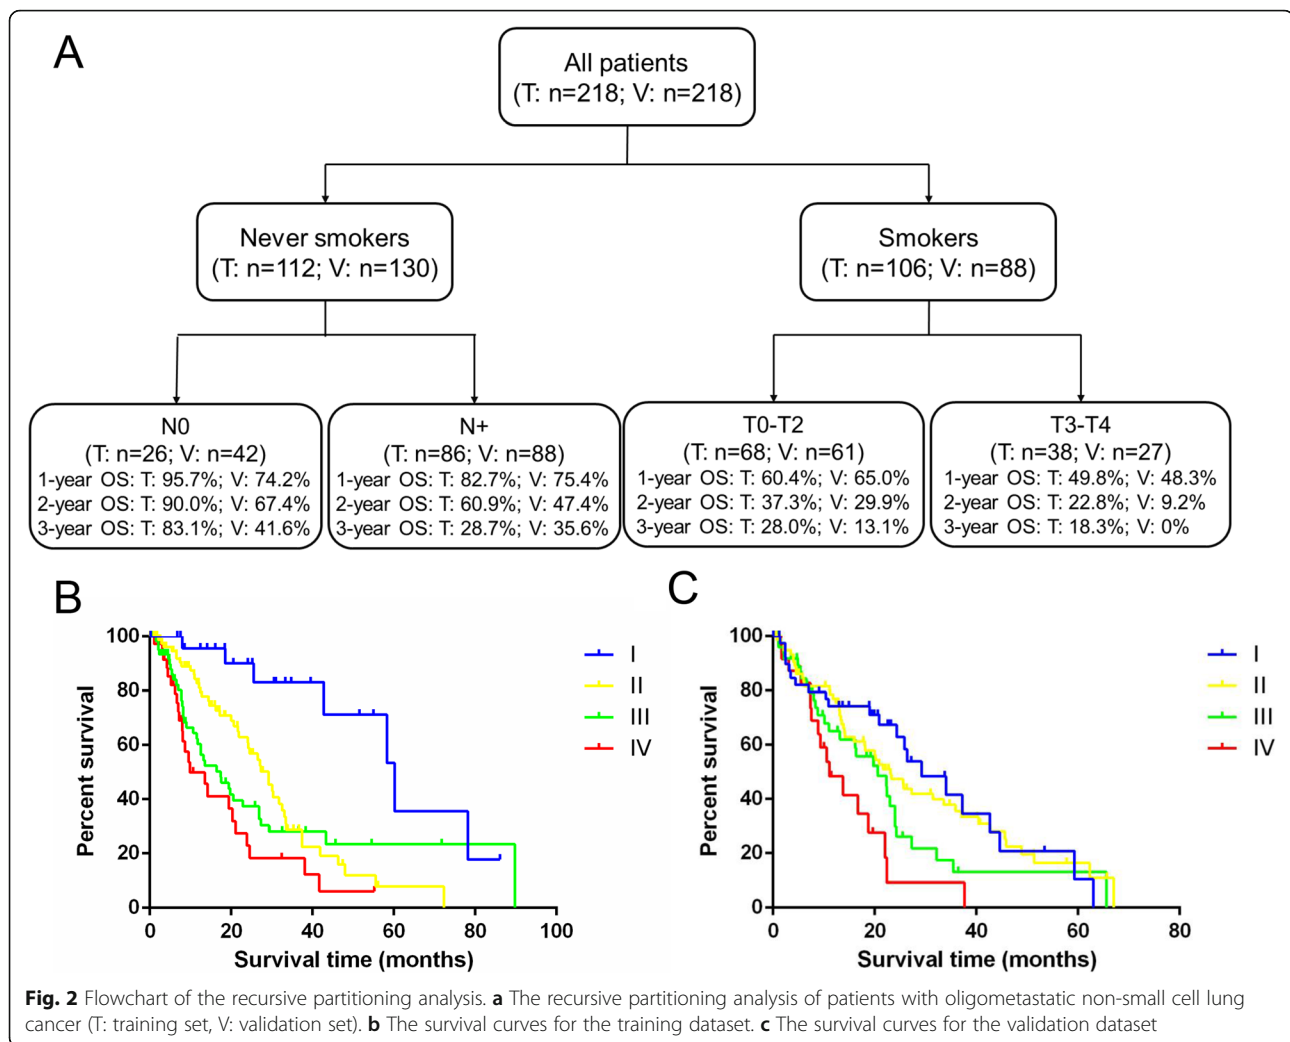 A
All patients
(T: n=218; V: n=218)
Never smokers
(T: n=112; V: n=130)
Smokers
(T: n=106; V: n=88)
N0
(T: n=26; V: n=42)
1-year OS: T: 95.7%; V: 74.2%
2-year OS: T: 90.0%; V: 67.4%
3-year OS: T: 83.1%; V: 41.6%
N+
(T: n=86; V: n=88)
1-year OS: T: 82.7%; V: 75.4%
2-year OS: T: 60.9%; V: 47.4%
3-year OS: T: 28.7%; V: 35.6%
T0-T2
(T: n=68; V: n=61)
1-year OS: T: 60.4%; V: 65.0%
2-year OS: T: 37.3%; V: 29.9%
3-year OS: T: 28.0%; V: 13.1%
T3-T4
(T: n=38; V: n=27)
1-year OS: T: 49.8%; V: 48.3%
2-year OS: T: 22.8%; V: 9.2%
3-year OS: T: 18.3%; V: 0%
B
Percent survival
100
80
60
40
20
0
0 20 40 60 80 100
Survival time (months)
I
II
III
IV
C
Percent survival
100
80
60
40
20
0
0 20 40 60 80
Survival time (months)
I
II
III
IV
Fig. 2 Flowchart of the recursive partitioning analysis. a The recursive partitioning analysis of patients with oligometastatic non-small cell lung
cancer (T: training set, V: validation set). b The survival curves for the training dataset. c The survival curves for the validation dataset